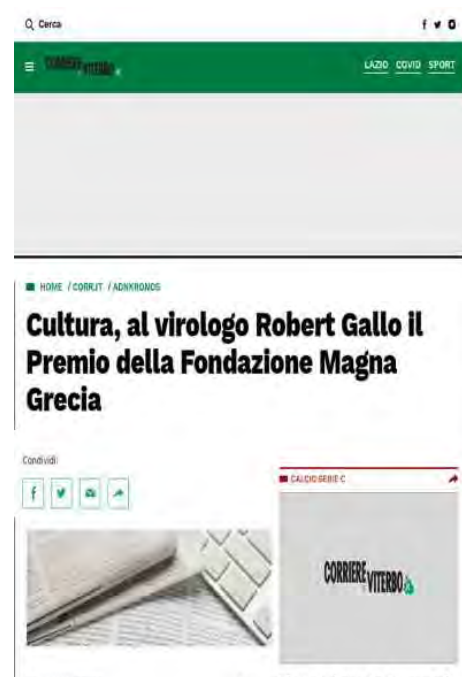 Cerca
CORRIERE VITERBO
LAZIO COVID SPORT
HOME / CORR.IT / ADNKRONOS
Cultura, al virologo Robert Gallo il
Premio della Fondazione Magna
Grecia
Condividi:
CALCIO SERIE C
CORRIERE VITERBO